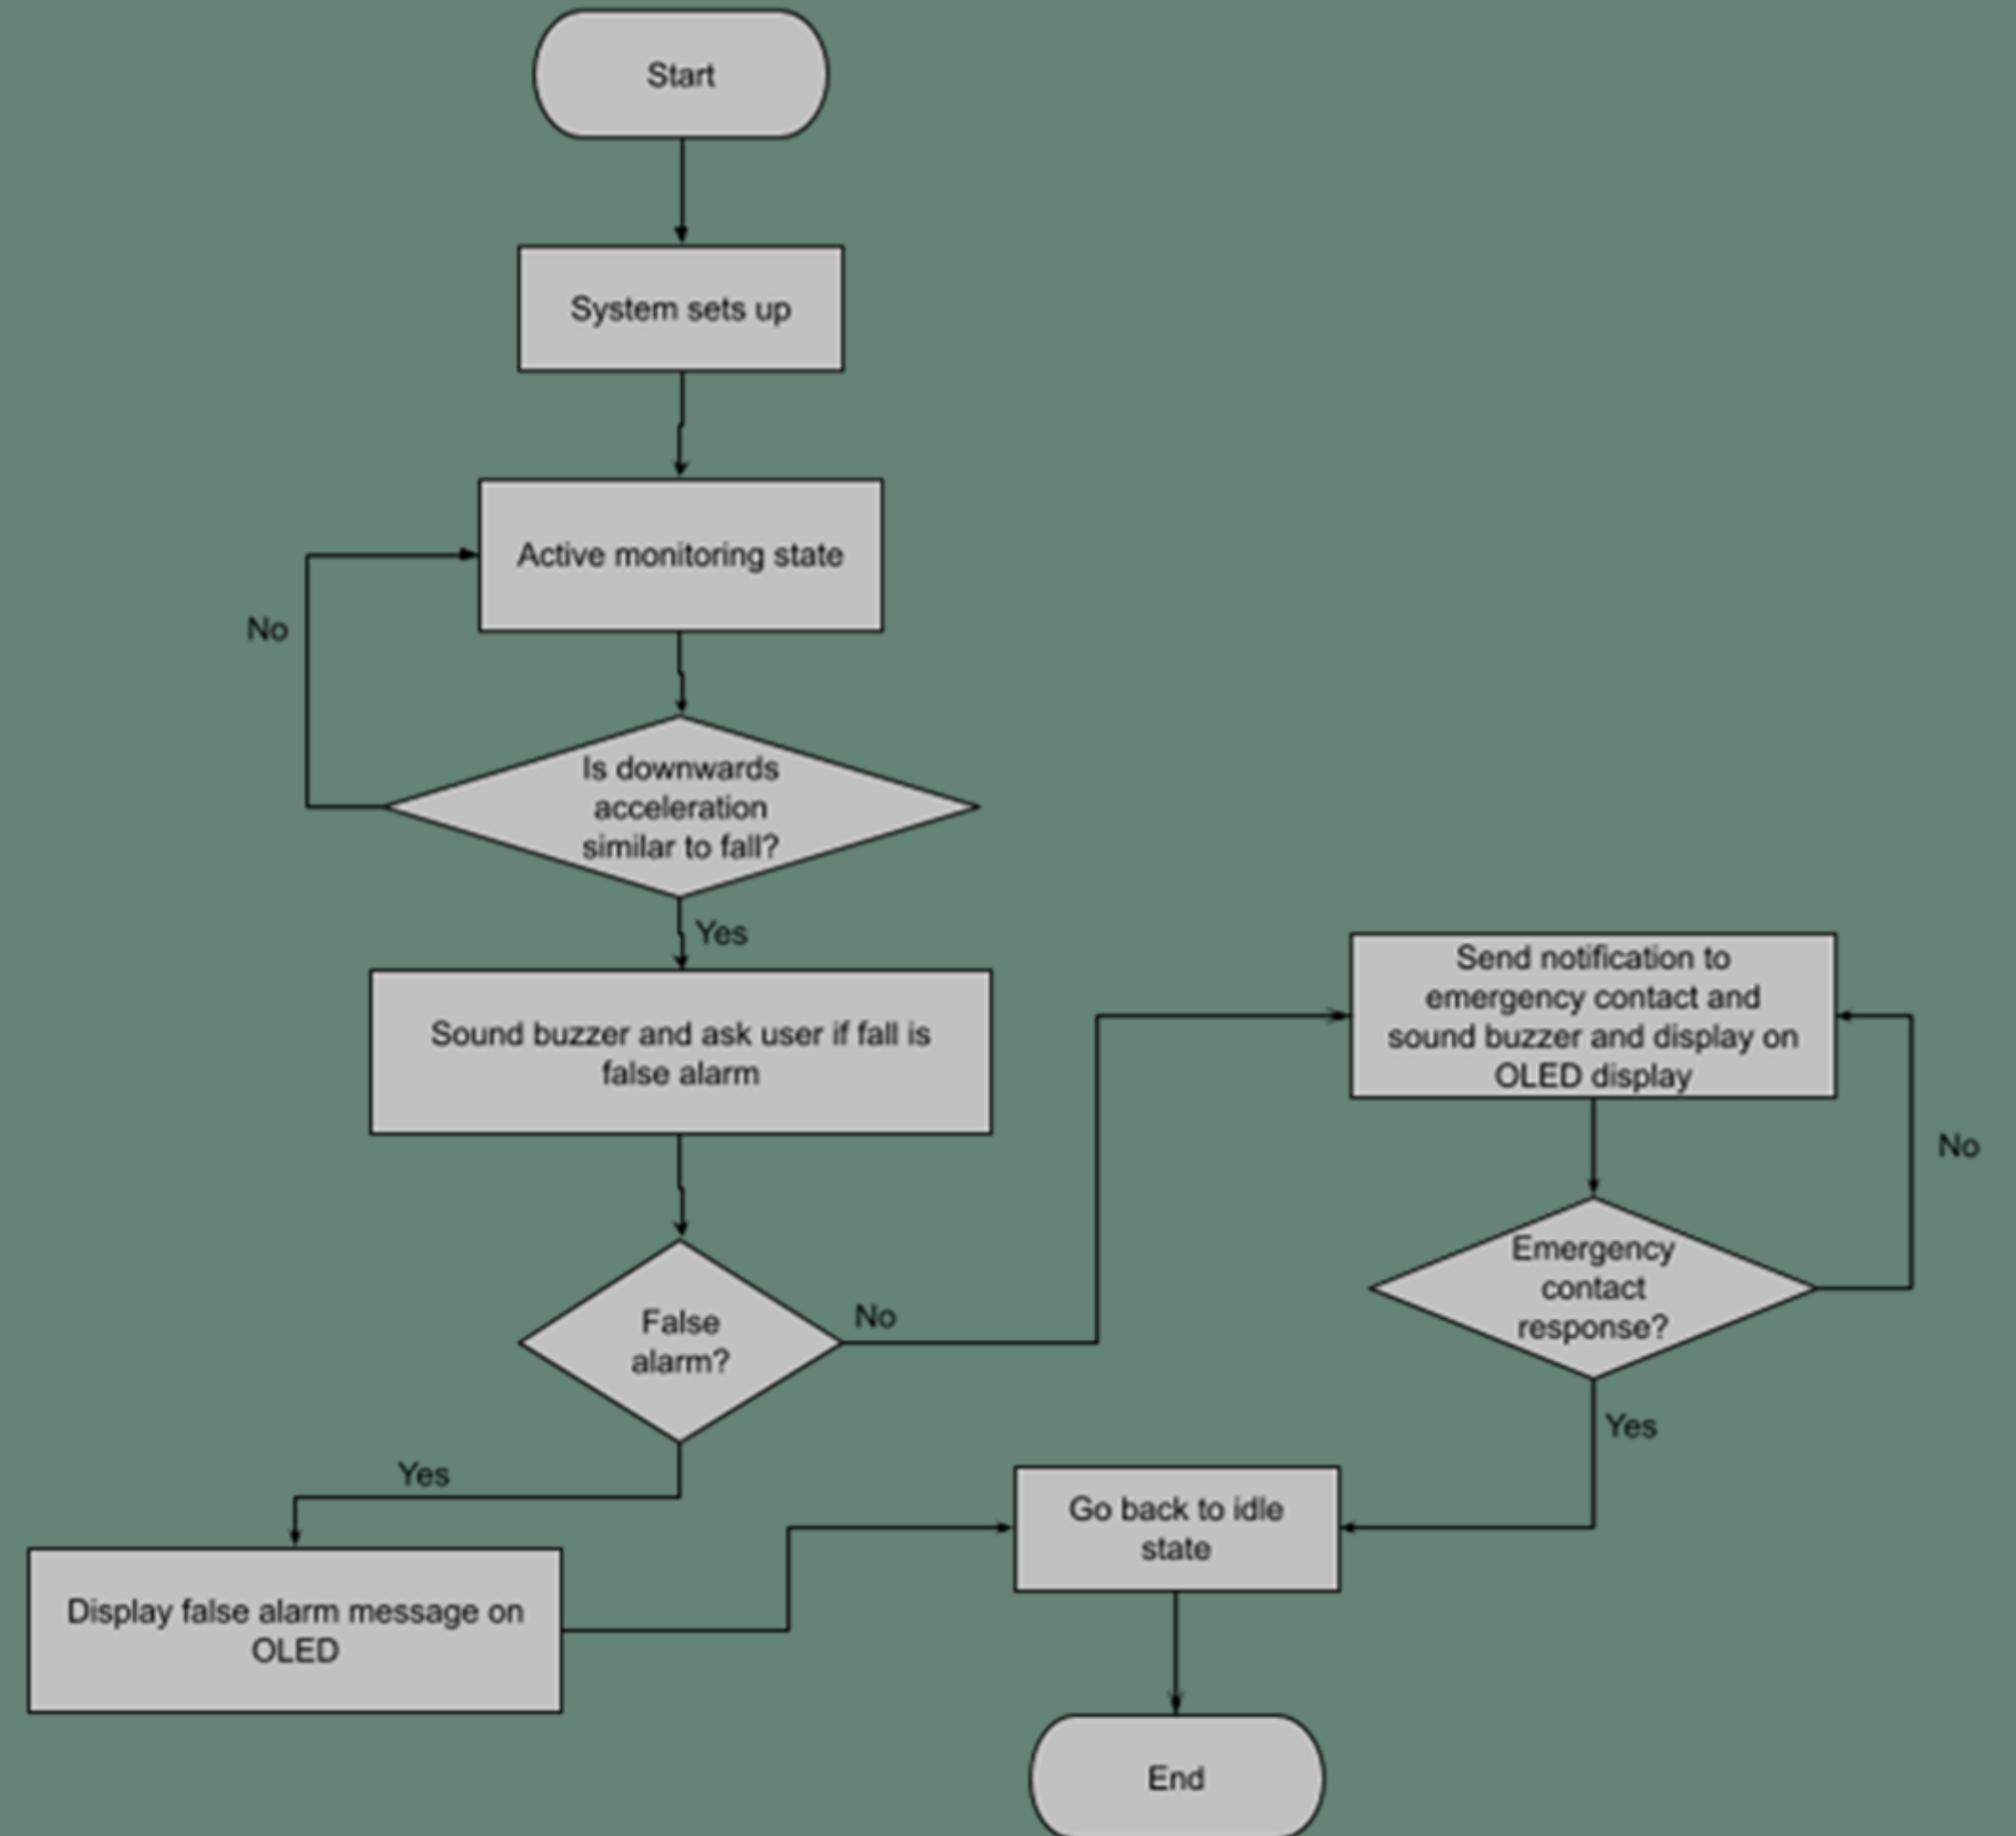 Start
System sets up
Active monitoring state
No
Is downwards
acceleration
similar to fall?
Yes
Sound buzzer and ask user if fall is
false alarm
False
alarm?
No
Yes
Display false alarm message on
OLED
Send notification to
emergency contact and
sound buzzer and display on
OLED display
No
Emergency
contact
response?
Yes
Go back to idle
state
End